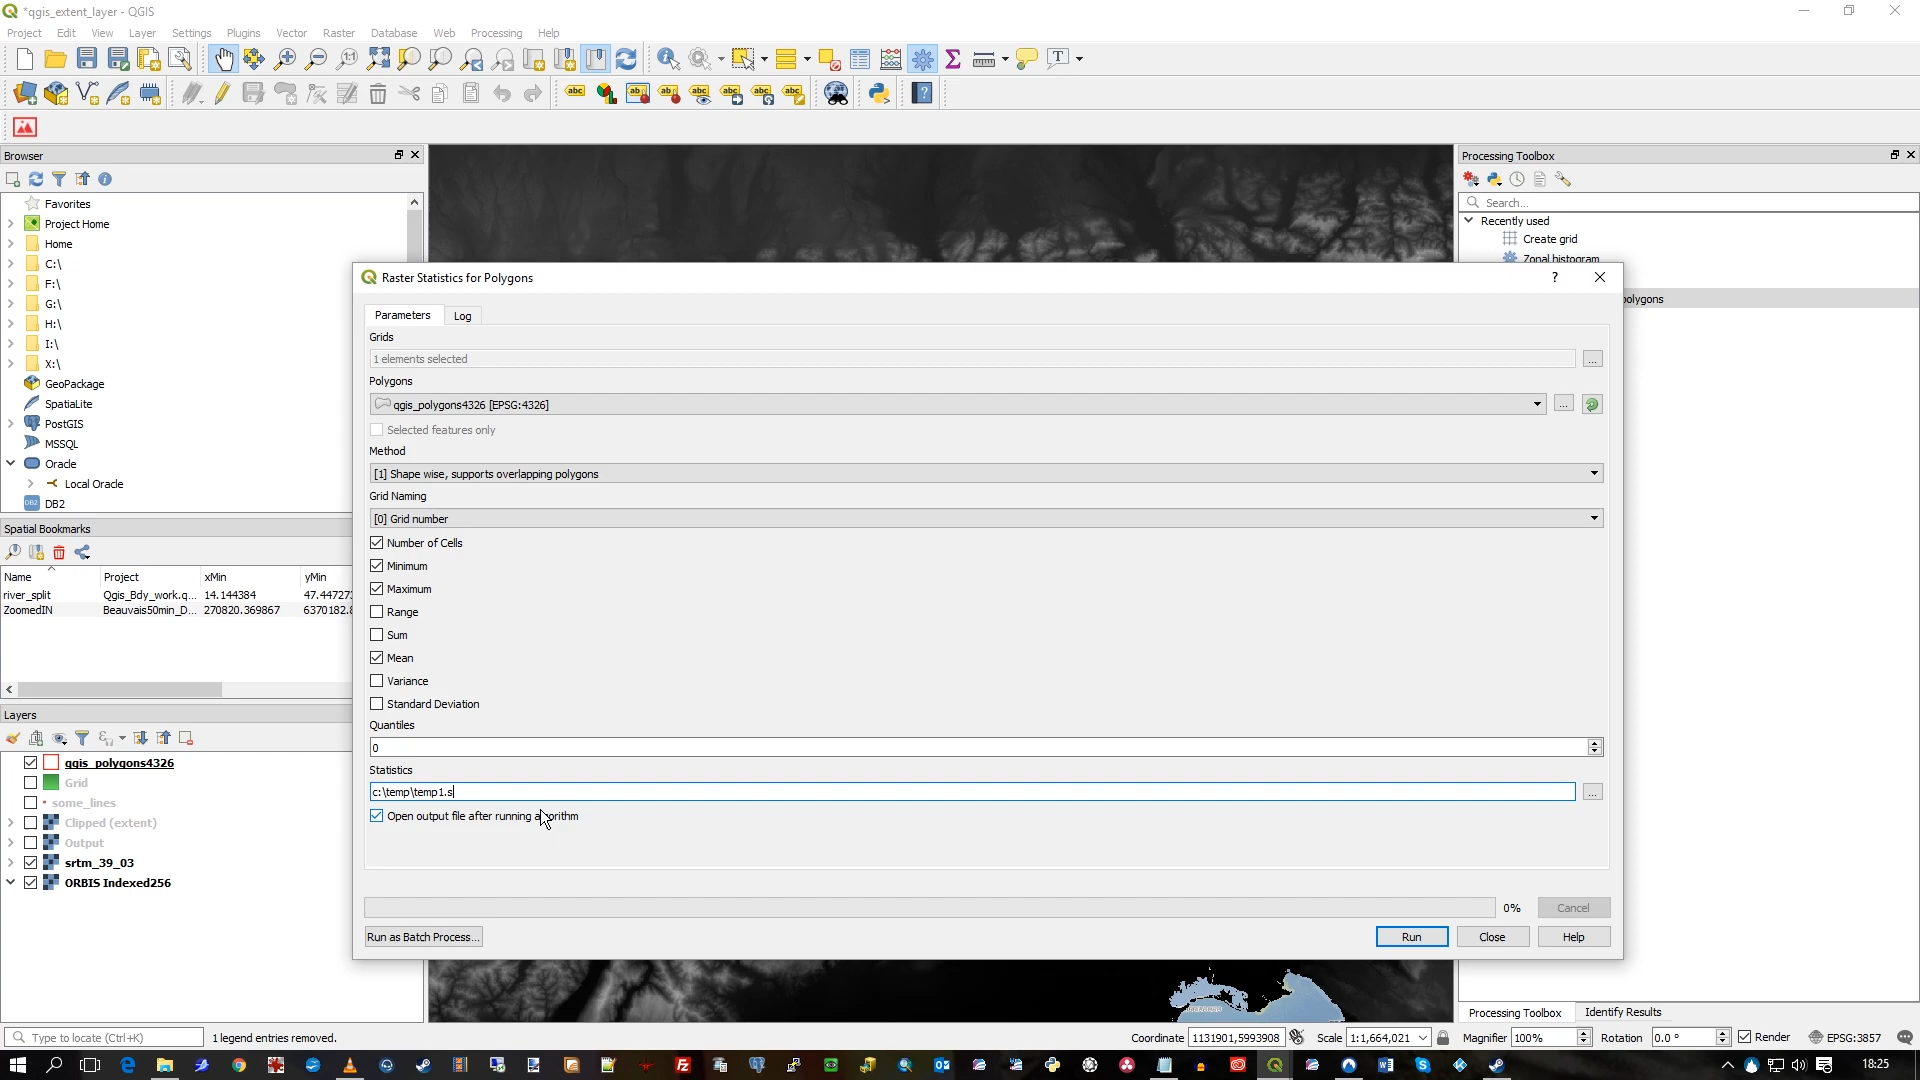 *qgis_extent_layer - QGIS
Project Edit View Layer Settings Plugins Vector Raster Database Web Processing Help
Browser
Favorites
Project Home
Home
C:\
F:\
G:\
H:\
I:\
X:\
GeoPackage
SpatiaLite
PostGIS
MSSQL
Oracle
Local Oracle
DB2
Spatial Bookmarks
Name Project xMin yMin
river_split Qgis_Bdy_work.q... 14.144384 47.44727
ZoomedIN Beauvais50min_D... 270820.369867 6370182.8
Layers
qgis_polygons4326
Grid
some_lines
Clipped (extent)
Output
srtm_39_03
ORBIS Indexed256
Raster Statistics for Polygons
Parameters Log
Grids
1 elements selected
...
Polygons
qgis_polygons4326 [EPSG:4326]
...
Selected features only
Method
[1] Shape wise, supports overlapping polygons
Grid Naming
[0] Grid number
Number of Cells
Minimum
Maximum
Range
Sum
Mean
Variance
Standard Deviation
Quantiles
0
Statistics
c:\temp\temp1.s
...
Open output file after running algorithm
0% Cancel
Run as Batch Process... Run Close Help
Processing Toolbox
Search...
Recently used
Create grid
Zonal histogram
polygons
Processing Toolbox Identify Results
Type to locate (Ctrl+K) 1 legend entries removed. Coordinate 1131901,5993908 Scale 1:1,664,021 Magnifier 100% Rotation 0.0 ° Render EPSG:3857
18:25